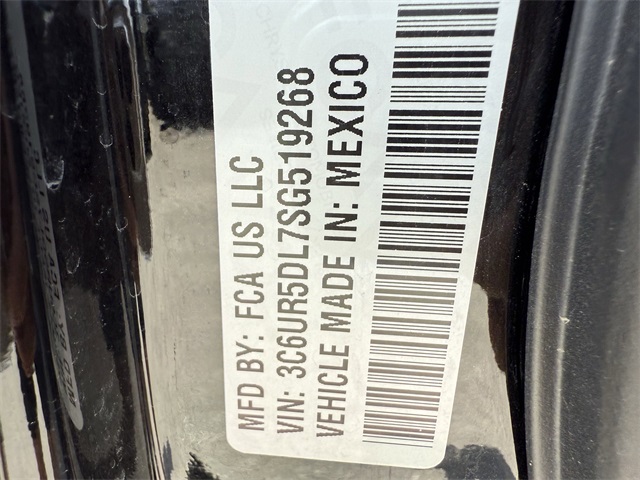 MFD BY: FCA US LLC
VIN: 3C6UR5DL7SG519268
VEHICLE MADE IN: MEXICO